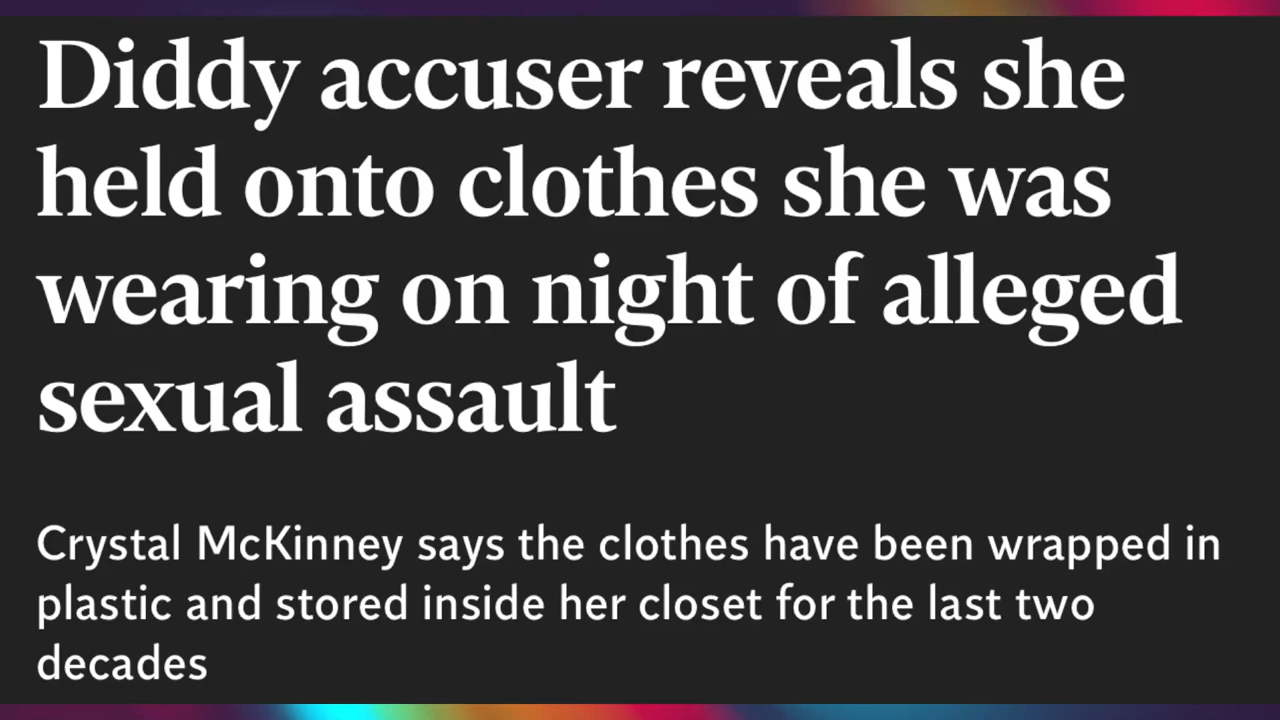 Diddy accuser reveals she
held onto clothes she was
wearing on night of alleged
sexual assault
Crystal McKinney says the clothes have been wrapped in
plastic and stored inside her closet for the last two
decades